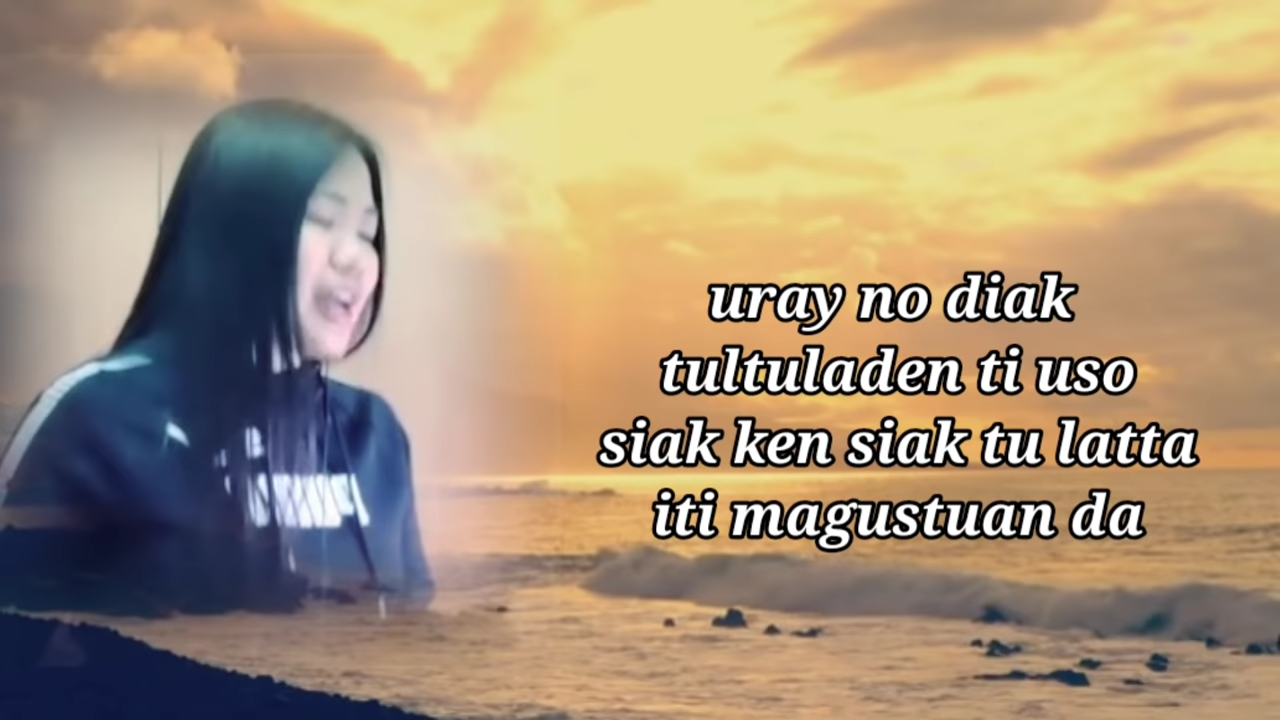 uray no diak
tultuladen ti uso
siak ken siak tu latta
iti magustuan da